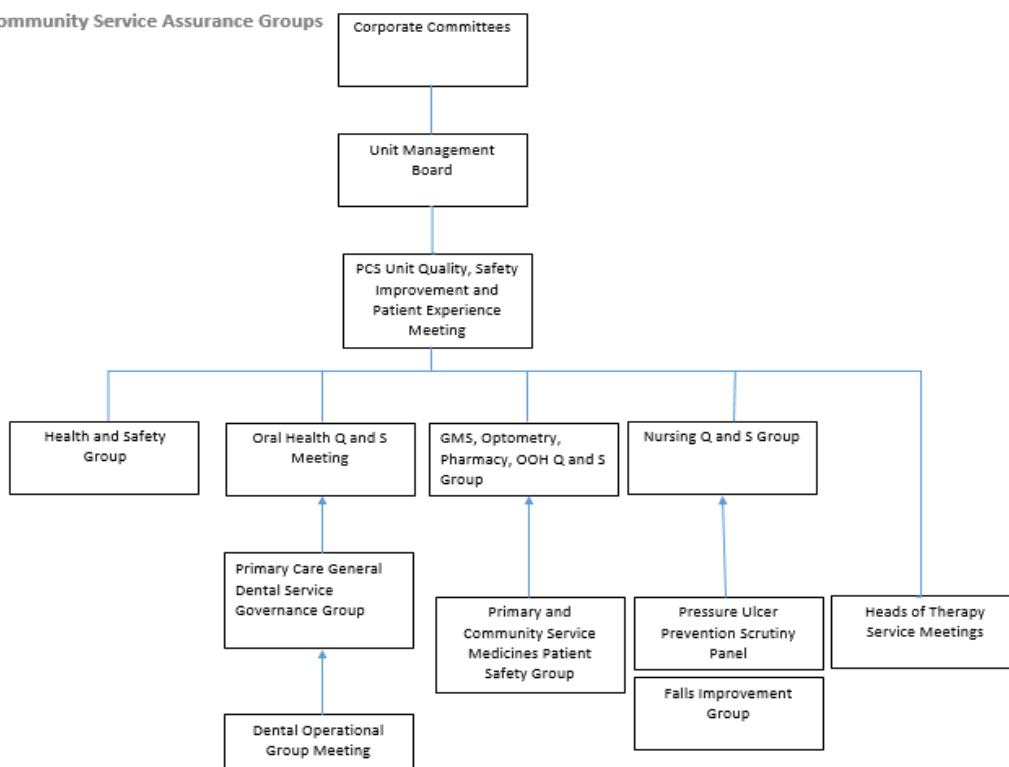 ommunity Service Assurance Groups
Corporate Committees
Unit Management
Board
PCS Unit Quality, Safety
Improvement and
Patient Experience
Meeting
Health and Safety
Group
Oral Health Q and S
Meeting
GMS, Optometry,
Pharmacy, OOH Q and S
Group
Nursing Q and S Group
Primary Care General
Dental Service
Governance Group
Primary and
Community Service
Medicines Patient
Safety Group
Pressure Ulcer
Prevention Scrutiny
Panel
Heads of Therapy
Service Meetings
Falls Improvement
Group
Dental Operational
Group Meeting